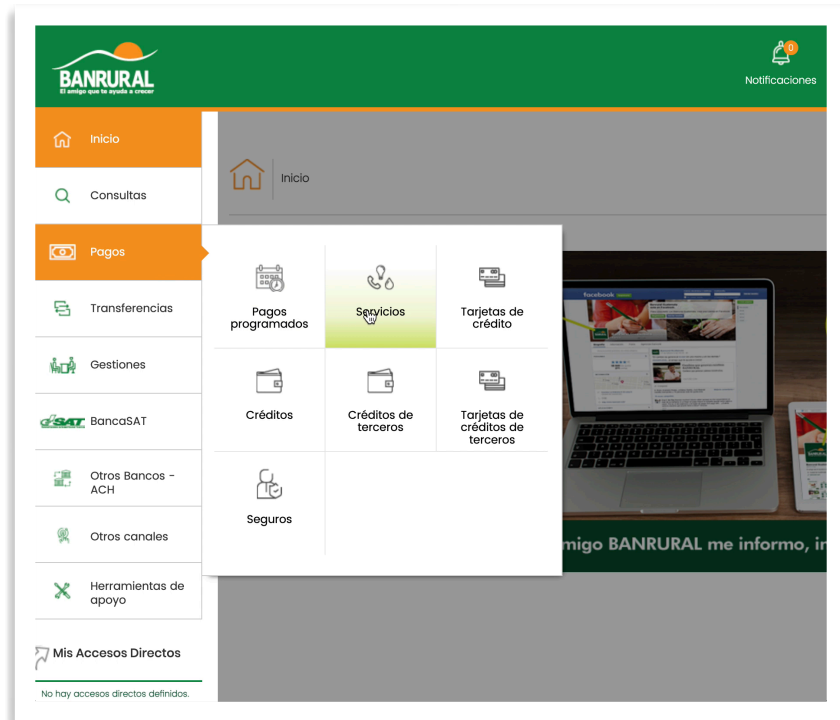 BANRURAL
El amigo que te ayuda a crecer
0
Notificaciones
Inicio
Consultas
Pagos
Transferencias
Gestiones
SAT BancaSAT
Otros Bancos -
ACH
Otros canales
Herramientas de
apoyo
Mis Accesos Directos
No hay accesos directos definidos.
Inicio
Pagos
programados
Servicios
Tarjetas de
crédito
Créditos
Créditos de
terceros
Tarjetas de
créditos de
terceros
Seguros
facebook
migo BANRURAL me informo, in